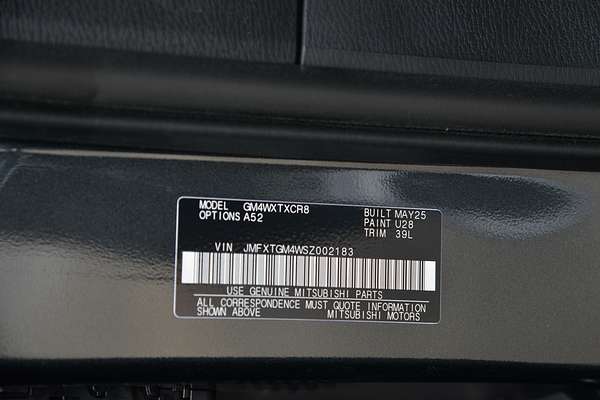 MODEL GM4WXTXCR8 BUILT MAY25
OPTIONS A52 PAINT U28
TRIM 39L
VIN JMFXTGM4WSZ002183
USE GENUINE MITSUBISHI PARTS
ALL CORRESPONDENCE MUST QUOTE INFORMATION
SHOWN ABOVE MITSUBISHI MOTORS